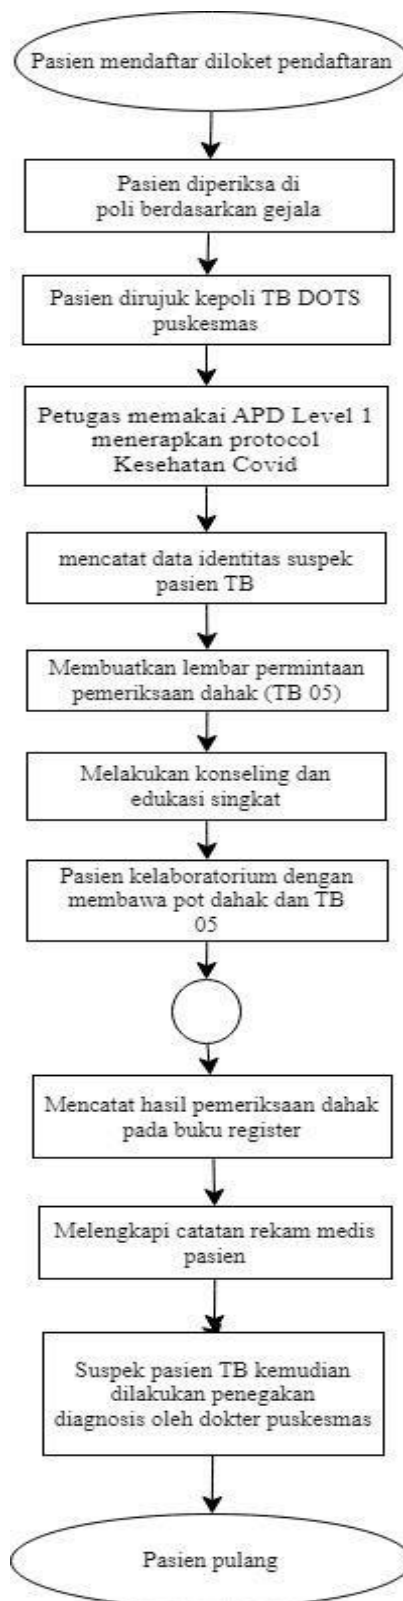 Pasien mendaftar diloket pendaftaran
Pasien diperiksa di
poli berdasarkan gejala
Pasien dirujuk kepoli TB DOTS
puskesmas
Petugas memakai APD Level 1
menerapkan protocol
Kesehatan Covid
mencatat data identitas suspek
pasien TB
Membuatkan lembar permintaan
pemeriksaan dahak (TB 05)
Melakukan konseling dan
edukasi singkat
Pasien kelaboratorium dengan
membawa pot dahak dan TB
05
Mencatat hasil pemeriksaan dahak
pada buku register
Melengkapi catatan rekam medis
pasien
Suspek pasien TB kemudian
dilakukan penegakan
diagnosis oleh dokter puskesmas
Pasien pulang